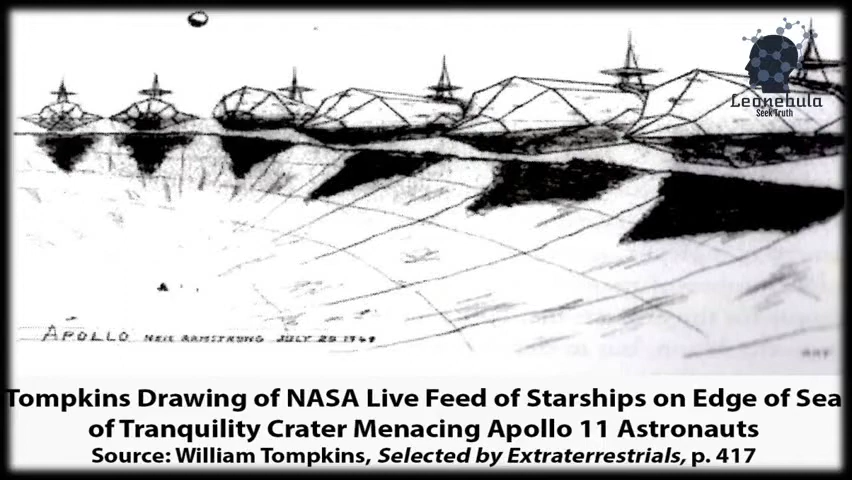 Leonebula
Seek Truth
APOLLO NEIL ARMSTRONG JULY 20 1969
Tompkins Drawing of NASA Live Feed of Starships on Edge of Sea
of Tranquility Crater Menacing Apollo 11 Astronauts
Source: William Tompkins, Selected by Extraterrestrials, p. 417